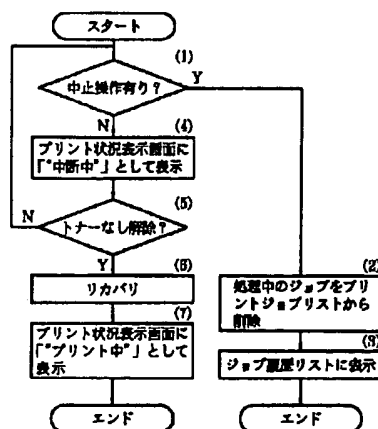 スタート
(1)
中止操作有り?
Y
N
(4)
プリント状況表示画面に
「"中断中"」として表示
(5)
N
トナーなし解除?
Y
(6)
リカバリ
(7)
プリント状況表示画面に
「"プリント中"」として
表示
エンド
(2)
処理中のジョブをプリ
ントジョブリストから
削除
(3)
ジョブ履歴リストに表示
エンド